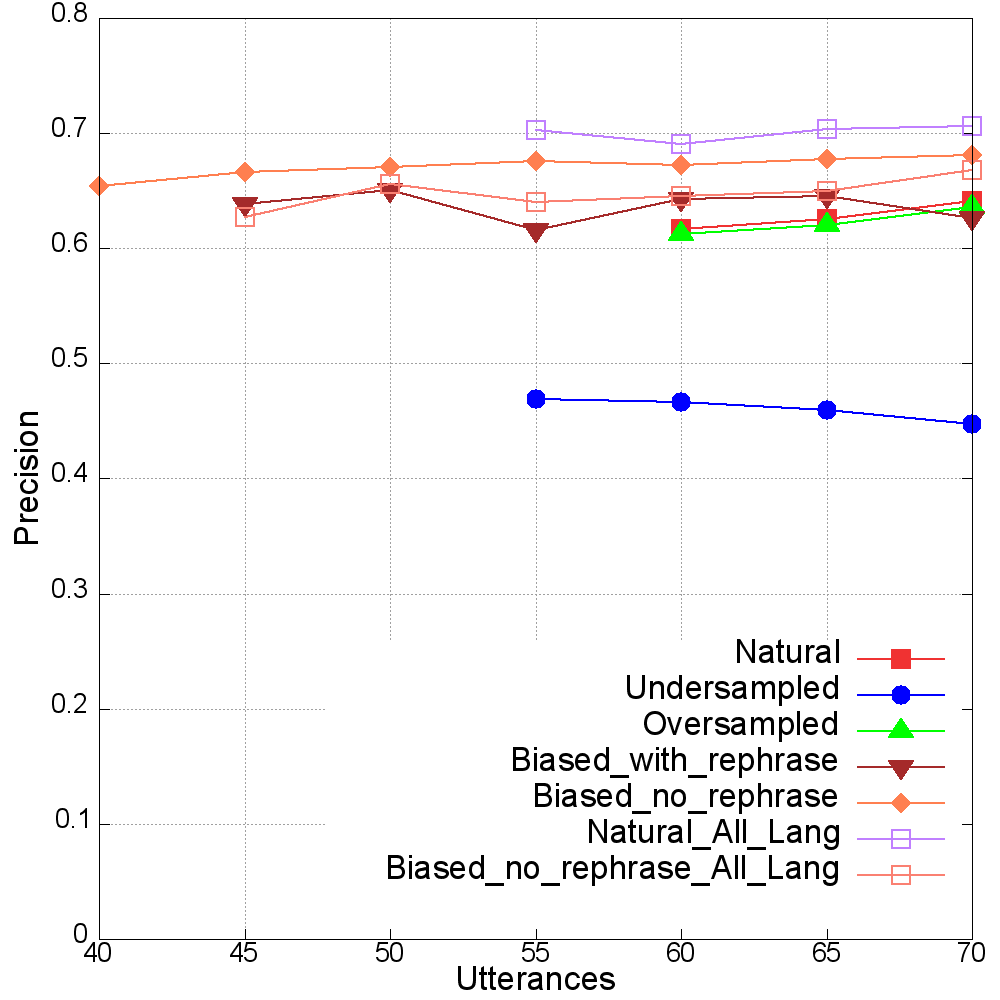 0.8
0.7
0.6
0.5
0.4
0.3
0.2
0.1
0
Precision
Natural
Undersampled
Oversampled
Biased_with_rephrase
Biased_no_rephrase
Natural_All_Lang
Biased_no_rephrase_All_Lang
40 45 50 55 60 65 70
Utterances